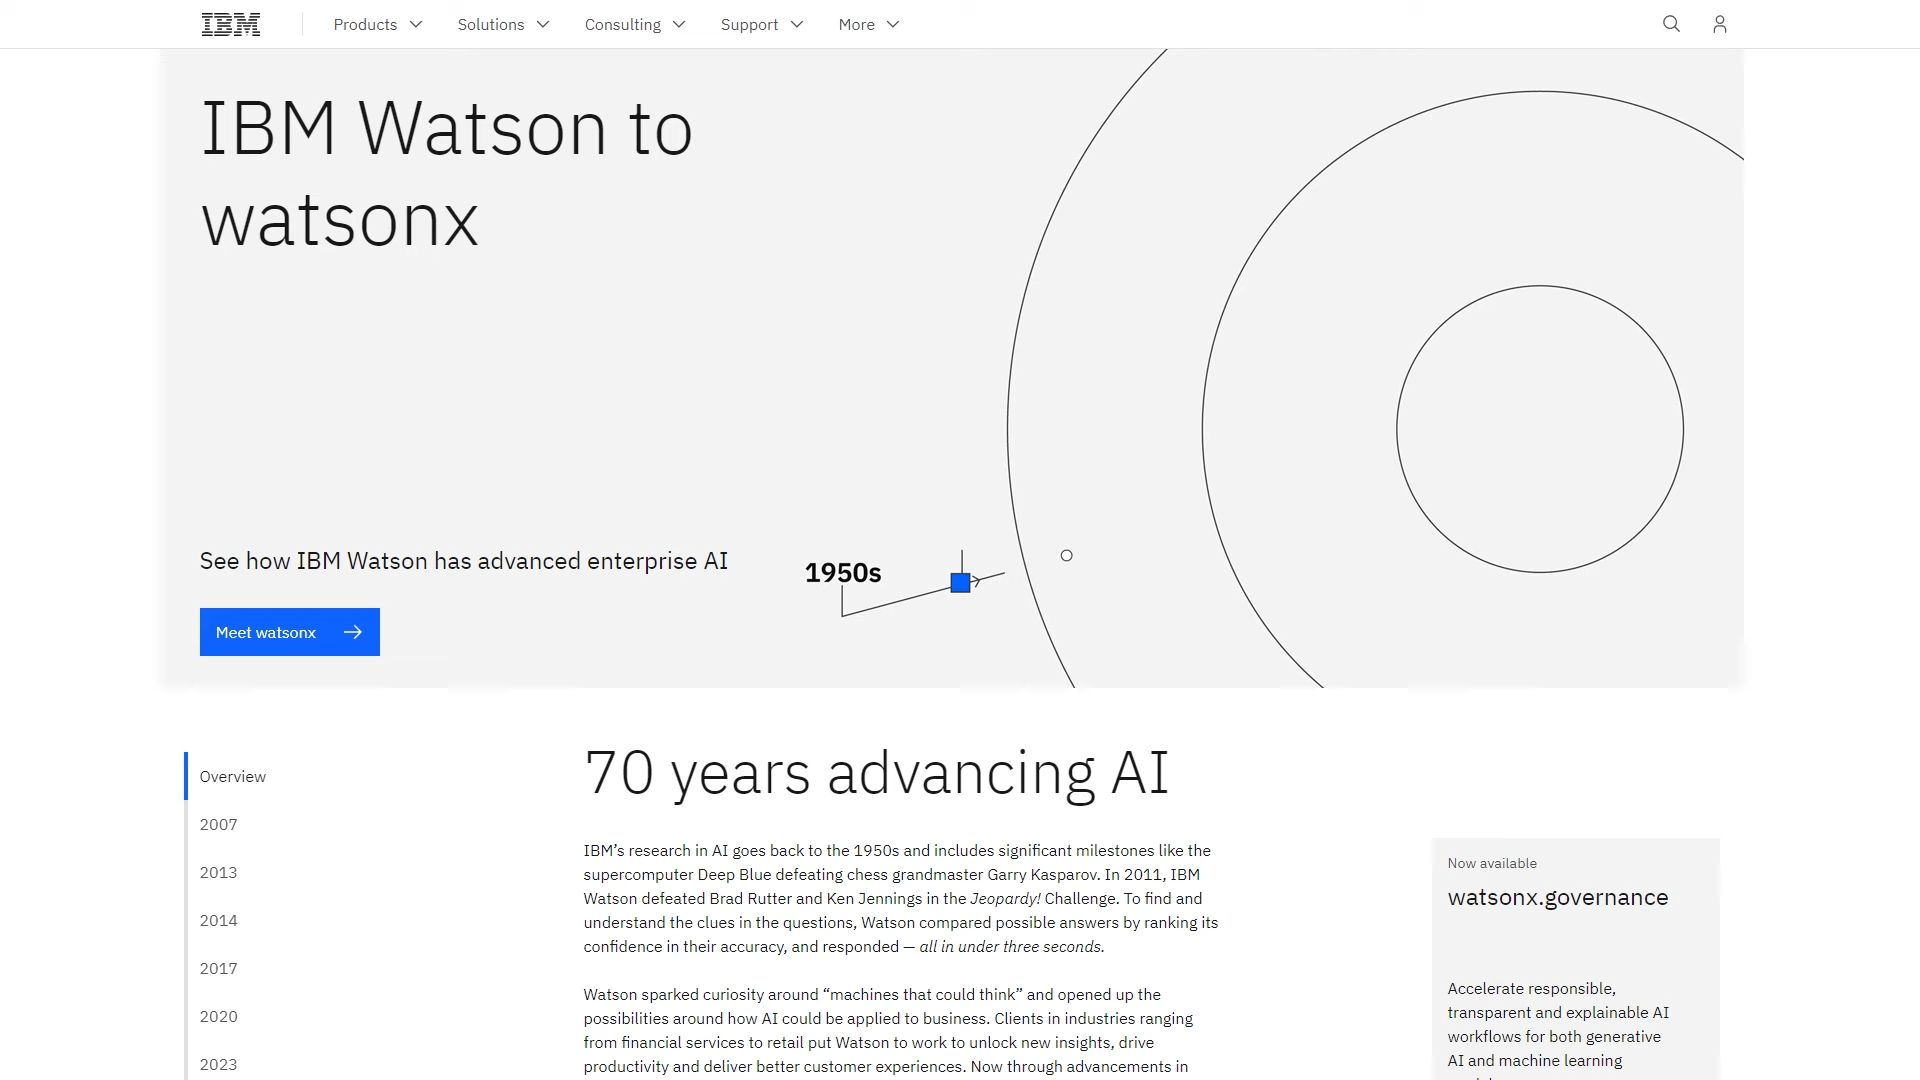 IBM
Products
Solutions
Consulting
Support
More
IBM Watson to
watsonx
See how IBM Watson has advanced enterprise AI
1950s
Meet watsonx
Overview
2007
2013
2014
2017
2020
2023
70 years advancing AI
IBM’s research in AI goes back to the 1950s and includes significant milestones like the
supercomputer Deep Blue defeating chess grandmaster Garry Kasparov. In 2011, IBM
Watson defeated Brad Rutter and Ken Jennings in the Jeopardy! Challenge. To find and
understand the clues in the questions, Watson compared possible answers by ranking its
confidence in their accuracy, and responded — all in under three seconds.
Watson sparked curiosity around “machines that could think” and opened up the
possibilities around how AI could be applied to business. Clients in industries ranging
from financial services to retail put Watson to work to unlock new insights, drive
productivity and deliver better customer experiences. Now through advancements in
Now available
watsonx.governance
Accelerate responsible,
transparent and explainable AI
workflows for both generative
AI and machine learning